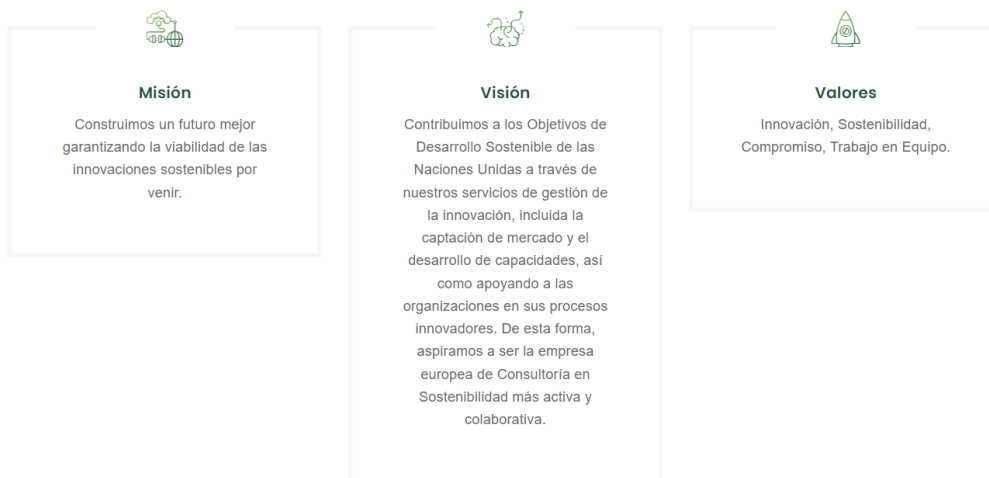 Misión
Construimos un futuro mejor
garantizando la viabilidad de las
innovaciones sostenibles por
venir.
Visión
Contribuimos a los Objetivos de
Desarrollo Sostenible de las
Naciones Unidas a través de
nuestros servicios de gestión de
la innovación, incluida la
captación de mercado y el
desarrollo de capacidades, así
como apoyando a las
organizaciones en sus procesos
innovadores. De esta forma,
aspiramos a ser la empresa
europea de Consultoría en
Sostenibilidad más activa y
colaborativa.
Valores
Innovación, Sostenibilidad,
Compromiso, Trabajo en Equipo.